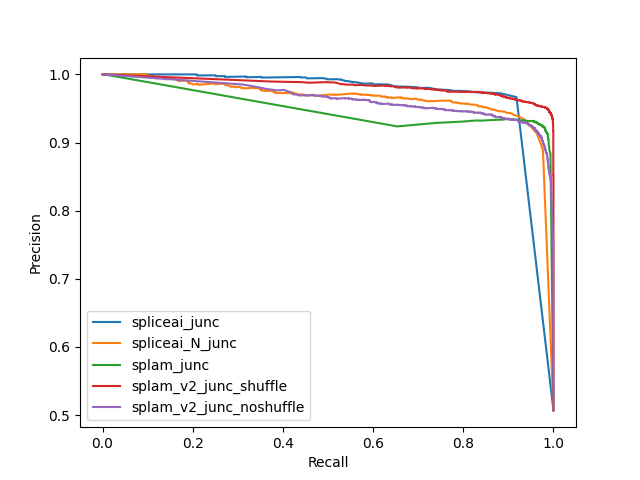 1.0
0.9
0.8
0.7
0.6
0.5
Precision
spliceai_junc
spliceai_N_junc
splam_junc
splam_v2_junc_shuffle
splam_v2_junc_noshuffle
0.0 0.2 0.4 0.6 0.8 1.0
Recall